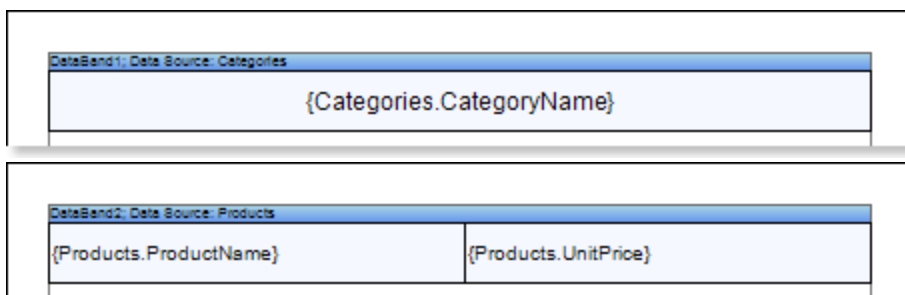 DataBand1; Data Source: Categories
{Categories.CategoryName}
DataBand2; Data Source: Products
{Products.ProductName} {Products.UnitPrice}